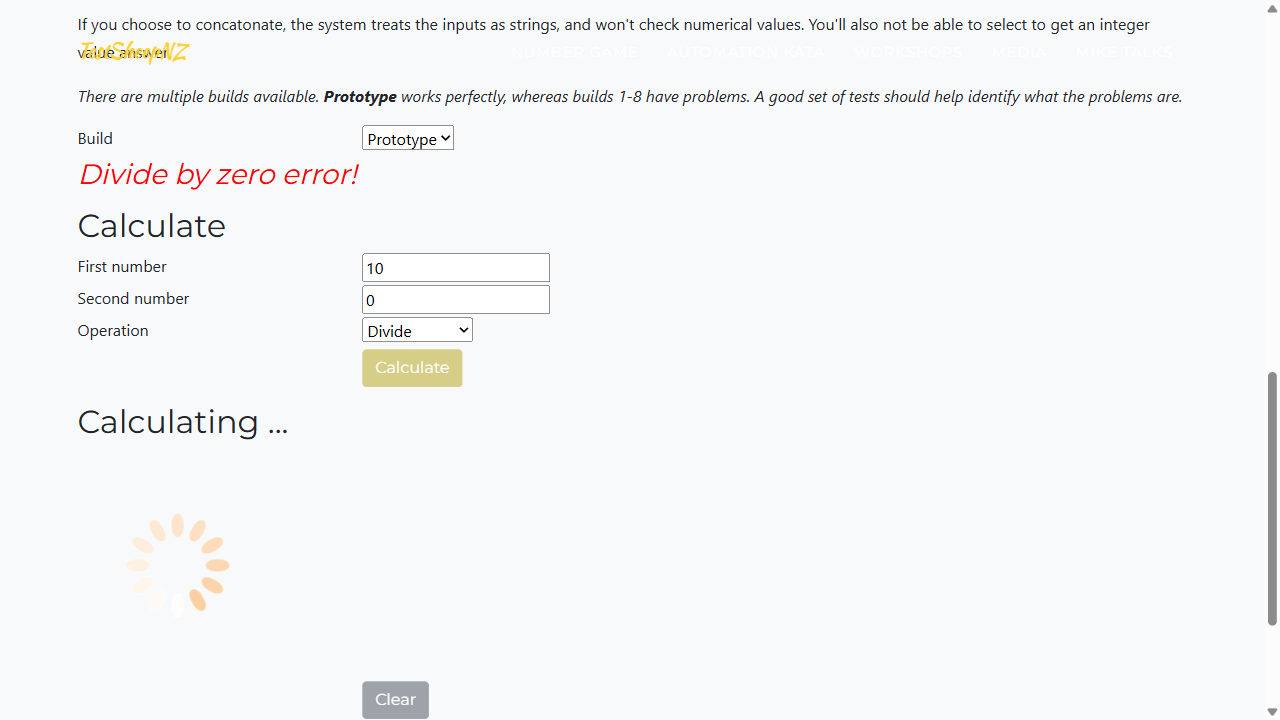 If you choose to concatonate, the system treats the inputs as strings, and won't check numerical values. You'll also not be able to select to get an integer
value answer
TestSheepNZ
NUMBER GAME AUTOMATION DATA WORKSHOPS MEDIA MIKE TALKS
There are multiple builds available. Prototype works perfectly, whereas builds 1-8 have problems. A good set of tests should help identify what the problems are.
Build Prototype
Divide by zero error!
Calculate
First number 10
Second number 0
Operation Divide
Calculate
Calculating ...
Clear